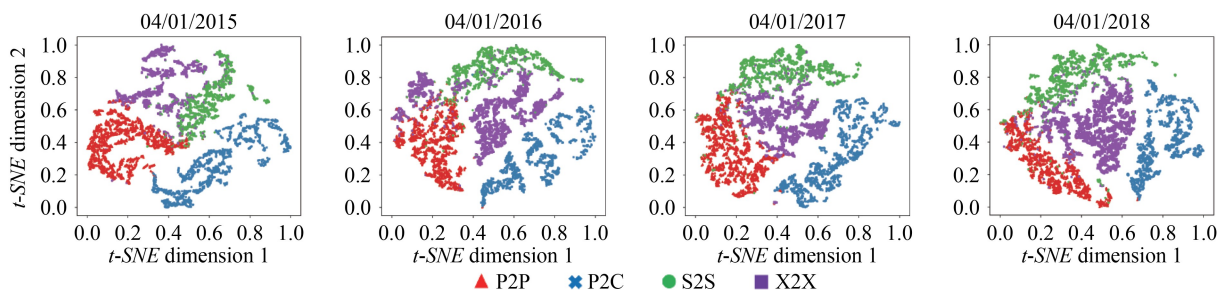 04/01/2015 04/01/2016 04/01/2017 04/01/2018
t-SNE dimension 2
1.0 1.0 1.0 1.0
0.8 0.8 0.8 0.8
0.6 0.6 0.6 0.6
0.4 0.4 0.4 0.4
0.2 0.2 0.2 0.2
0.0 0.0 0.0 0.0
0.0 0.2 0.4 0.6 0.8 1.0 0.0 0.2 0.4 0.6 0.8 1.0 0.0 0.2 0.4 0.6 0.8 1.0 0.0 0.2 0.4 0.6 0.8 1.0
t-SNE dimension 1 t-SNE dimension 1 t-SNE dimension 1 t-SNE dimension 1
P2P P2C S2S X2X